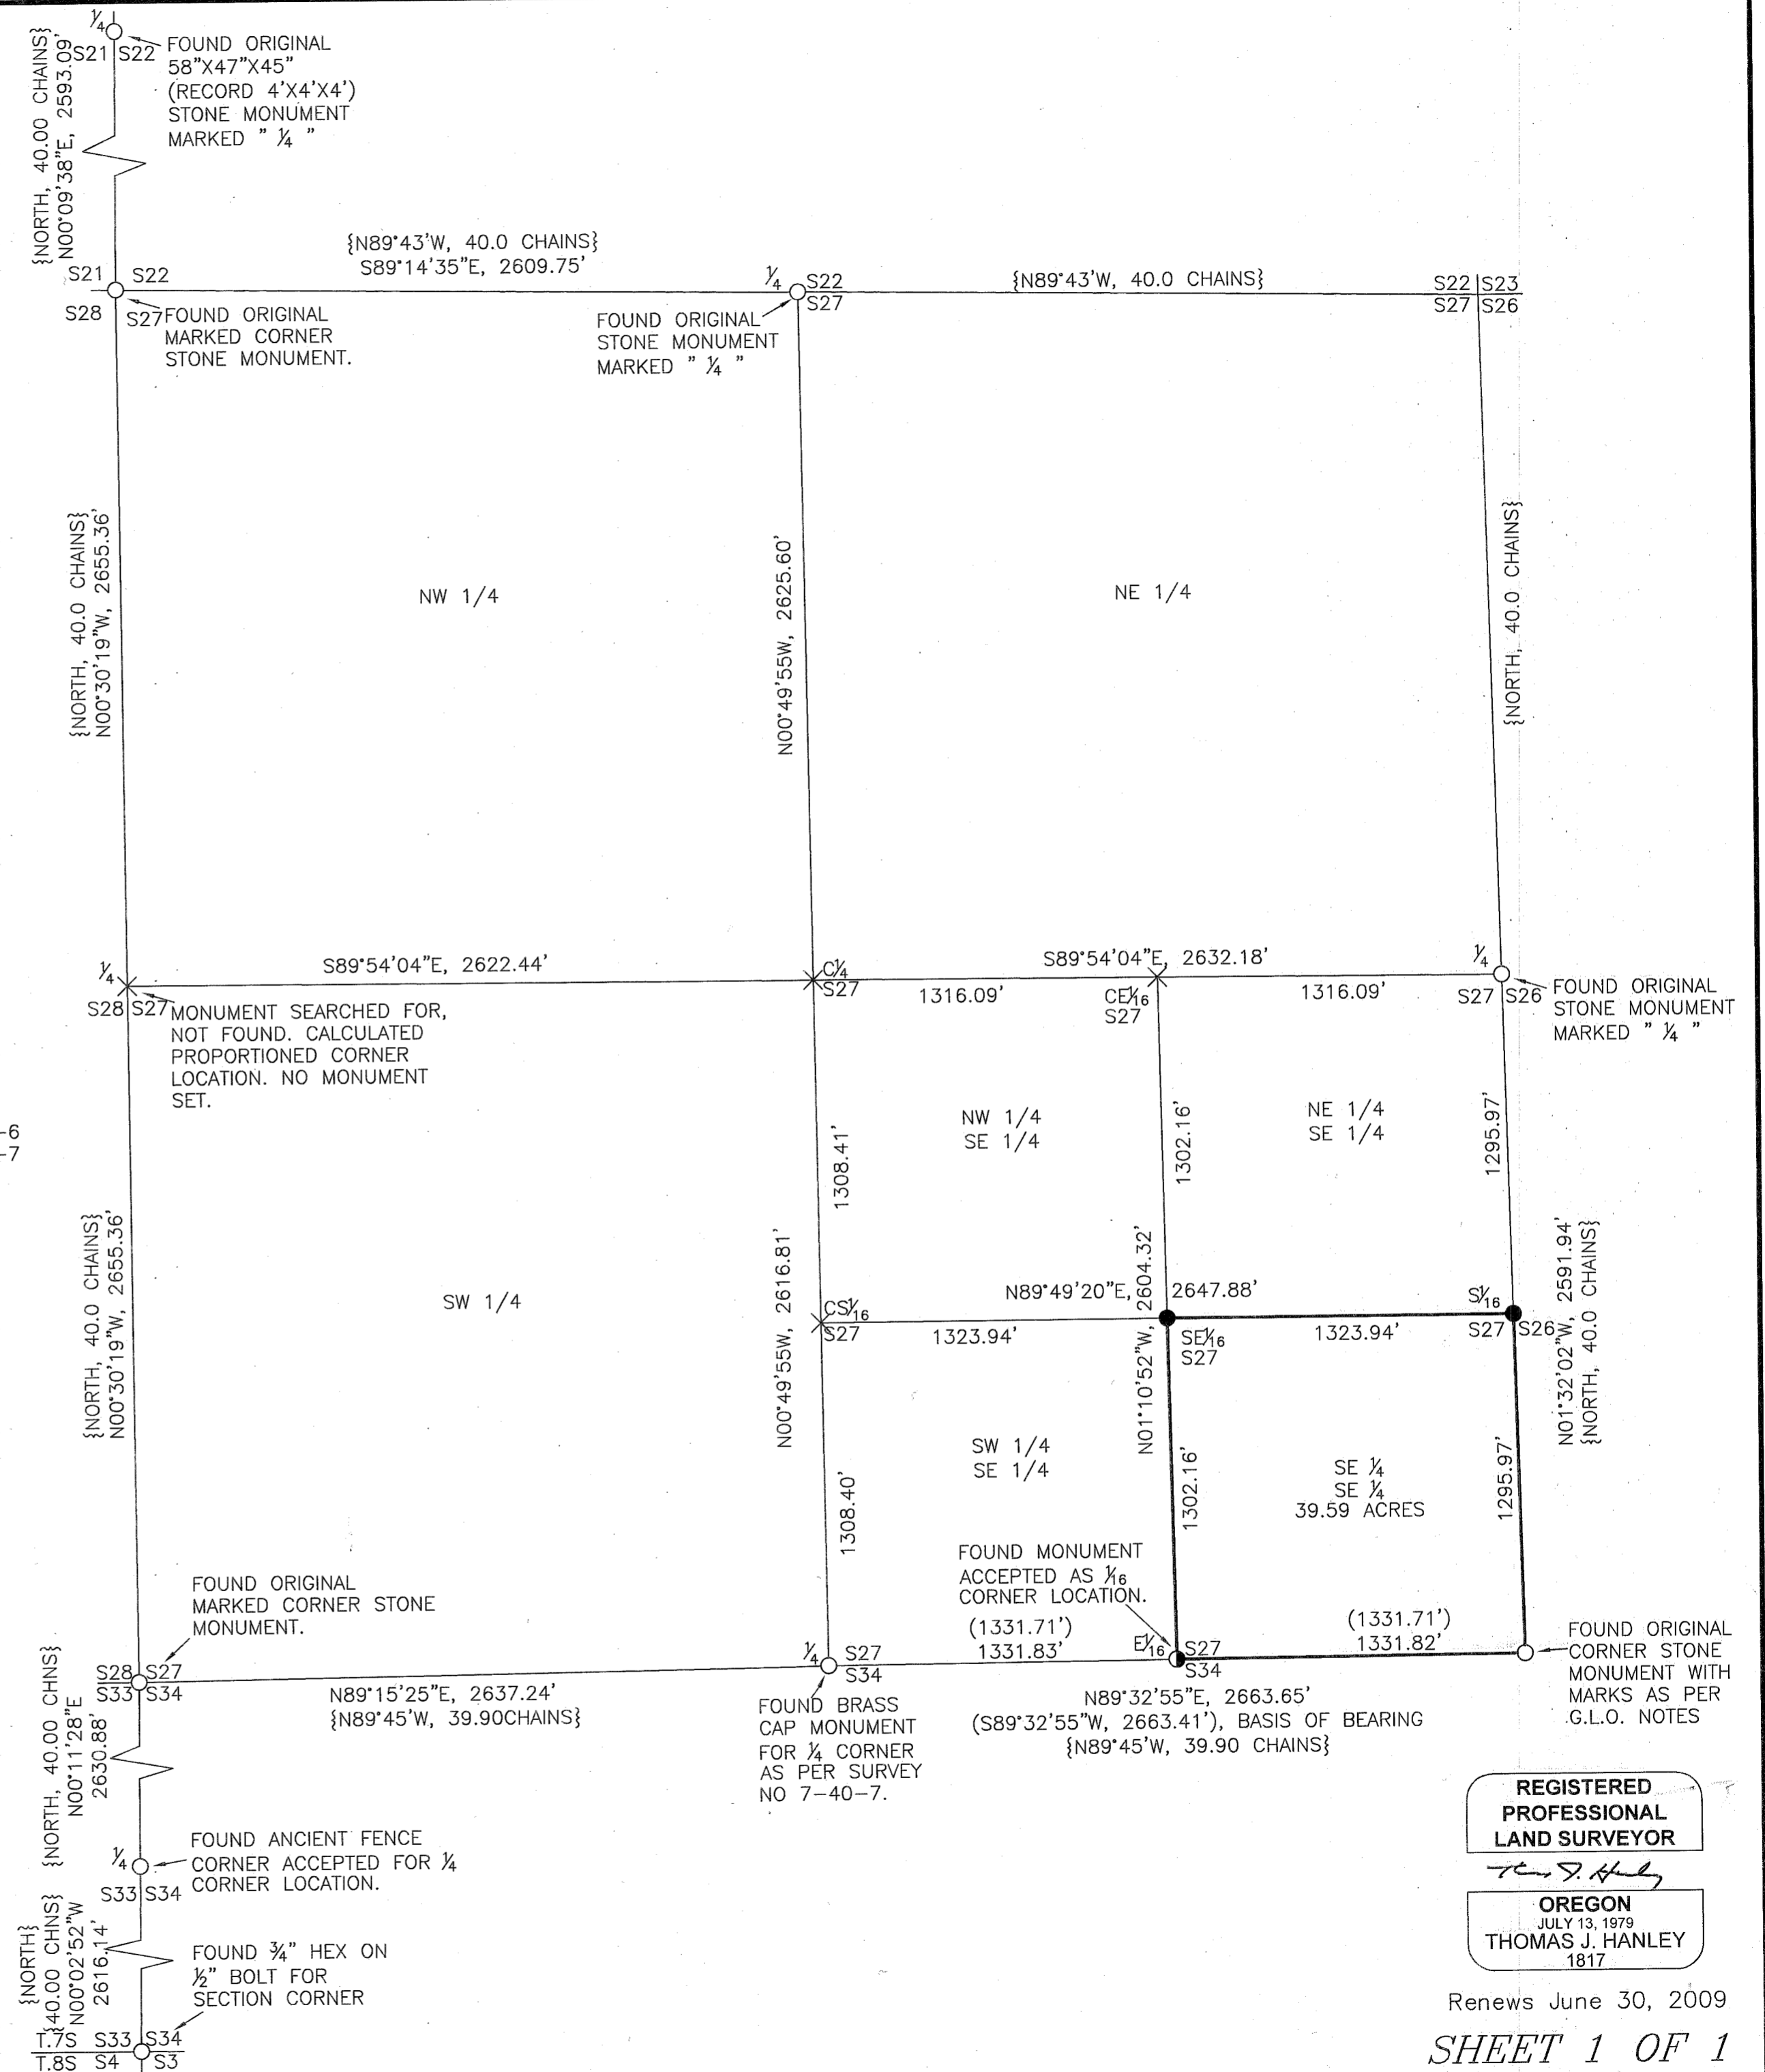 1/4
S21 S22
FOUND ORIGINAL
58"X47"X45"
(RECORD 4'X4'X4')
STONE MONUMENT
MARKED " 1/4 "
{NORTH, 40.00 CHAINS}
N00°09'38"E, 2593.09'
{N89°43'W, 40.0 CHAINS}
S89°14'35"E, 2609.75'
S21 S22
S28 S27
FOUND ORIGINAL
MARKED CORNER
STONE MONUMENT.
1/4 S22
S27
FOUND ORIGINAL
STONE MONUMENT
MARKED " 1/4 "
{N89°43'W, 40.0 CHAINS}
S22 S23
S27 S26
{NORTH, 40.0 CHAINS}
N00°30'19"W, 2655.36'
NW 1/4
N00°49'55W, 2625.60'
NE 1/4
{NORTH, 40.0 CHAINS}
1/4
S28 S27
MONUMENT SEARCHED FOR,
NOT FOUND. CALCULATED
PROPORTIONED CORNER
LOCATION. NO MONUMENT
SET.
S89°54'04"E, 2622.44'
C1/4
S27
S89°54'04"E, 2632.18'
1316.09'
CE1/16
S27
1316.09'
1/4
S27 S26
FOUND ORIGINAL
STONE MONUMENT
MARKED " 1/4 "
-6
-7
NW 1/4
SE 1/4
NE 1/4
SE 1/4
1308.41'
1302.16'
1295.97'
{NORTH, 40.0 CHAINS}
N00°30'19"W, 2655.36'
SW 1/4
N00°49'55W, 2616.81'
CS1/16
S27
N89°49'20"E, 2647.88'
1323.94'
N01°10'52"W, 2604.32'
SE1/16
S27
1323.94'
S1/16
S27 S26
N01°32'02"W, 2591.94'
{NORTH, 40.0 CHAINS}
SW 1/4
SE 1/4
SE 1/4
SE 1/4
39.59 ACRES
1308.40'
1302.16'
1295.97'
FOUND MONUMENT
ACCEPTED AS 1/16
CORNER LOCATION.
FOUND ORIGINAL
MARKED CORNER STONE
MONUMENT.
S28 S27
S33 S34
N89°15'25"E, 2637.24'
{N89°45'W, 39.90CHAINS}
1/4 S27
S34
FOUND BRASS
CAP MONUMENT
FOR 1/4 CORNER
AS PER SURVEY
NO 7-40-7.
(1331.71')
1331.83'
E1/16 S27
S34
(1331.71')
1331.82'
N89°32'55"E, 2663.65'
(S89°32'55"W, 2663.41'), BASIS OF BEARING
{N89°45'W, 39.90 CHAINS}
FOUND ORIGINAL
CORNER STONE
MONUMENT WITH
MARKS AS PER
G.L.O. NOTES
{NORTH, 40.00 CHNS}
N00°11'28"E
2630.88'
1/4
S33 S34
FOUND ANCIENT FENCE
CORNER ACCEPTED FOR 1/4
CORNER LOCATION.
{NORTH}
{40.00 CHNS}
N00°02'52"W
2616.14'
FOUND 3/4" HEX ON
1/2" BOLT FOR
SECTION CORNER
T.7S S33 S34
T.8S S4 S3
REGISTERED
PROFESSIONAL
LAND SURVEYOR
OREGON
JULY 13, 1979
THOMAS J. HANLEY
1817
Renews June 30, 2009
SHEET 1 OF 1